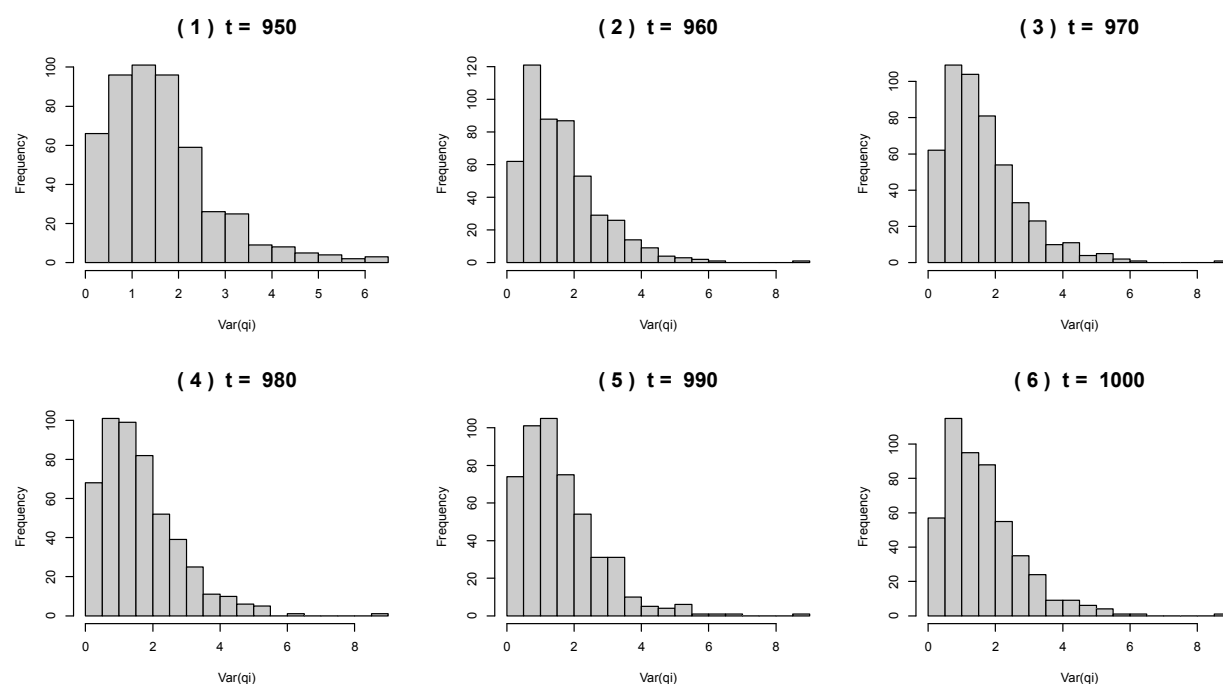 ( 1 ) t = 950
Frequency
0 20 40 60 80 100
0 1 2 3 4 5 6
Var(qi)
( 2 ) t = 960
Frequency
0 20 40 60 80 100 120
0 2 4 6 8
Var(qi)
( 3 ) t = 970
Frequency
0 20 40 60 80 100
0 2 4 6 8
Var(qi)
( 4 ) t = 980
Frequency
0 20 40 60 80 100
0 2 4 6 8
Var(qi)
( 5 ) t = 990
Frequency
0 20 40 60 80 100
0 2 4 6 8
Var(qi)
( 6 ) t = 1000
Frequency
0 20 40 60 80 100
0 2 4 6 8
Var(qi)